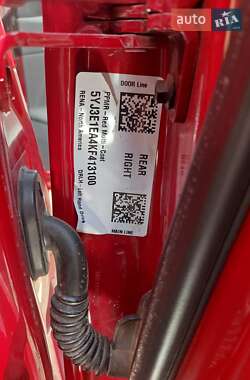 auto RIA
DOOR Line
PPMR - Red Multi - Coat
5YJ3E1EA4KF413100
RENA - North America
DRLH - Left Hand Drive
REAR
RIGHT
MAIN LINE